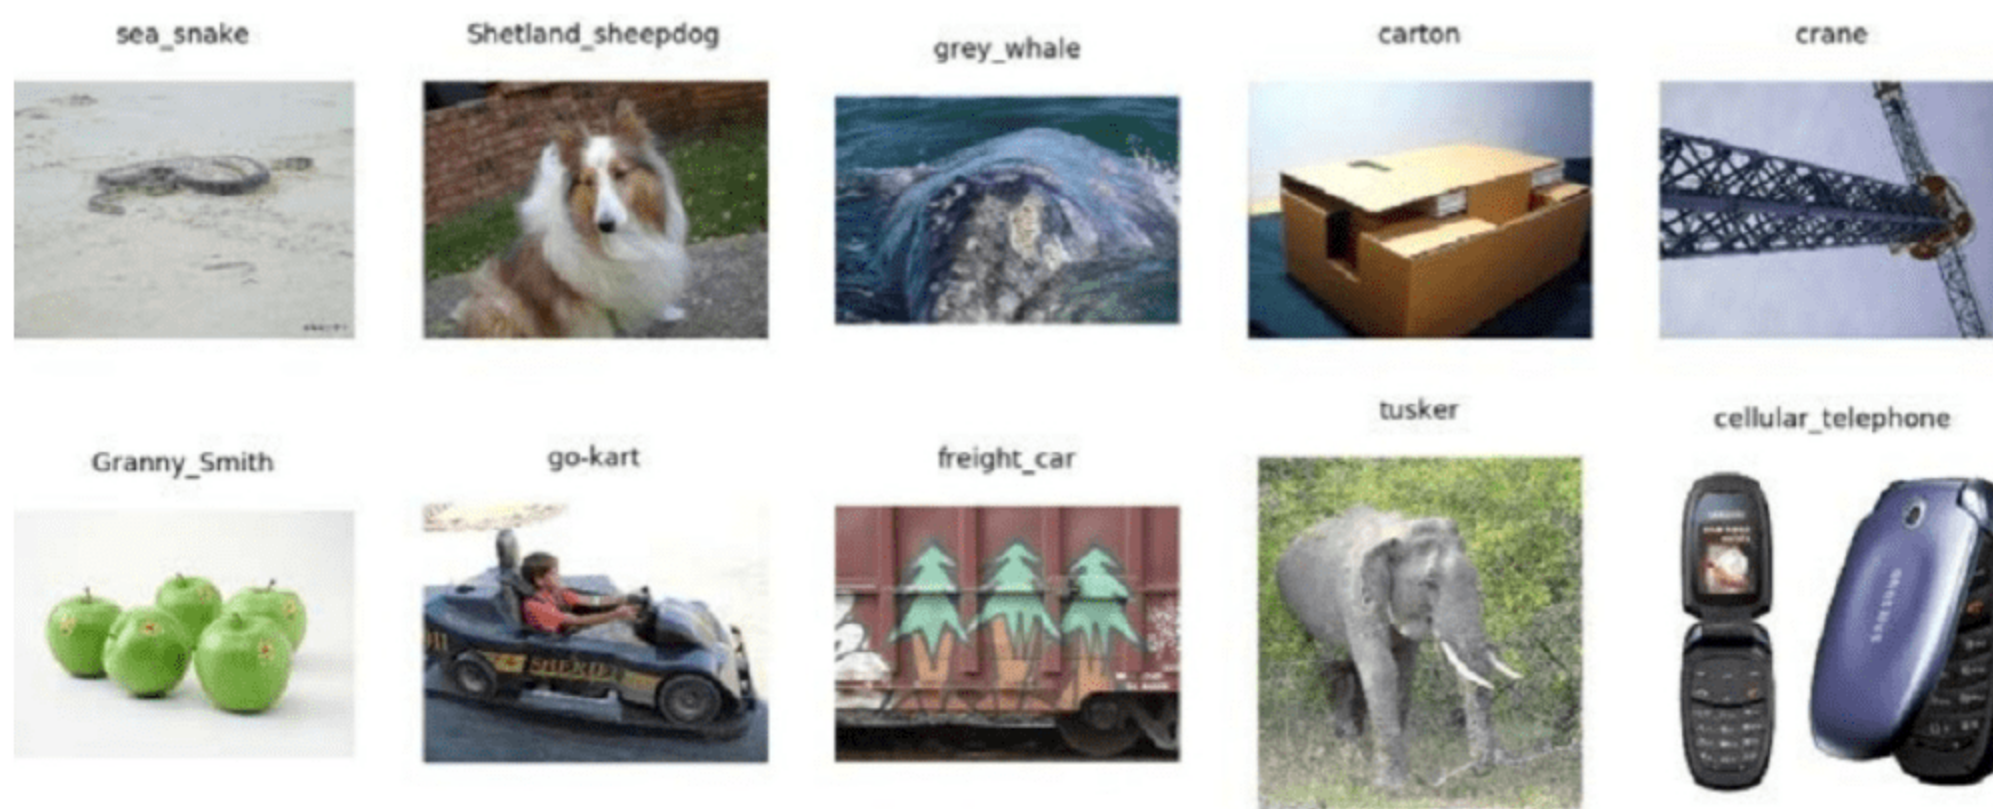 sea_snake
Shetland_sheepdog
grey_whale
carton
crane
Granny_Smith
go-kart
freight_car
tusker
cellular_telephone
SHERIFF
SAMSUNG